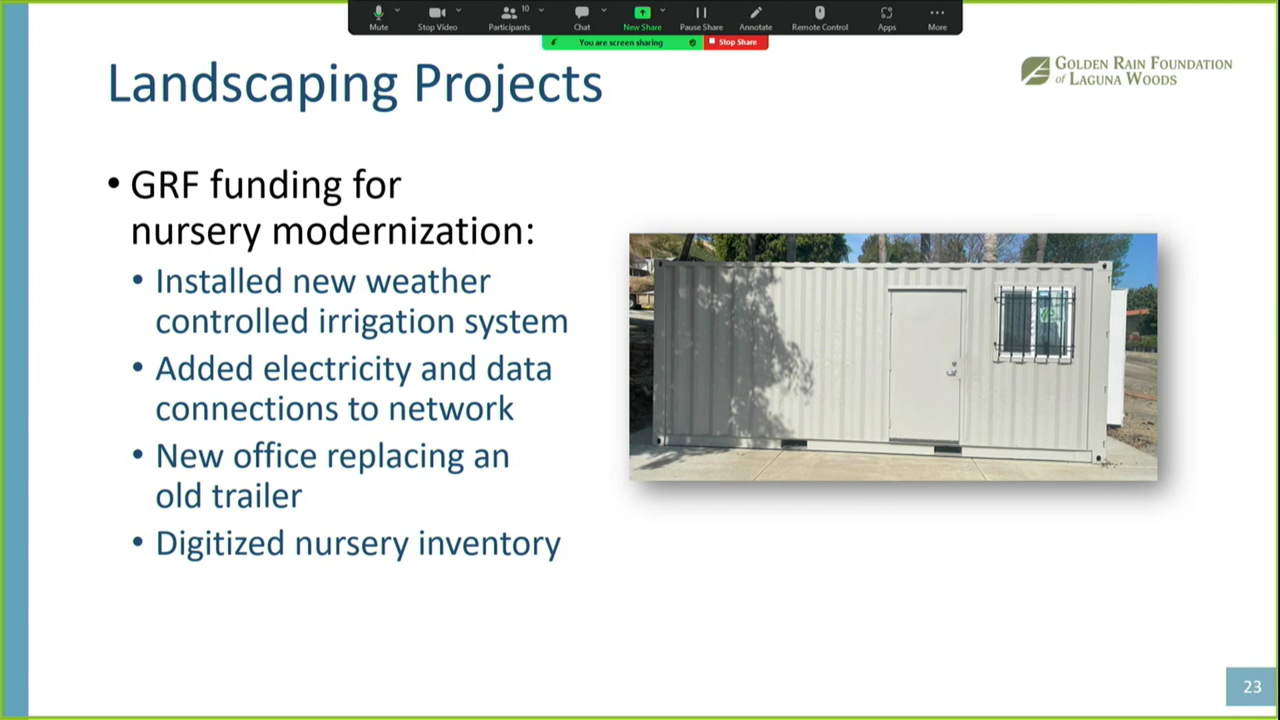 Mute
Stop Video
Participants
10
Chat
New Share
Pause Share
Annotate
Remote Control
Apps
More
You are screen sharing
Stop Share
Landscaping Projects
GOLDEN RAIN FOUNDATION
of LAGUNA WOODS
• GRF funding for
nursery modernization:
• Installed new weather
controlled irrigation system
• Added electricity and data
connections to network
• New office replacing an
old trailer
• Digitized nursery inventory
23